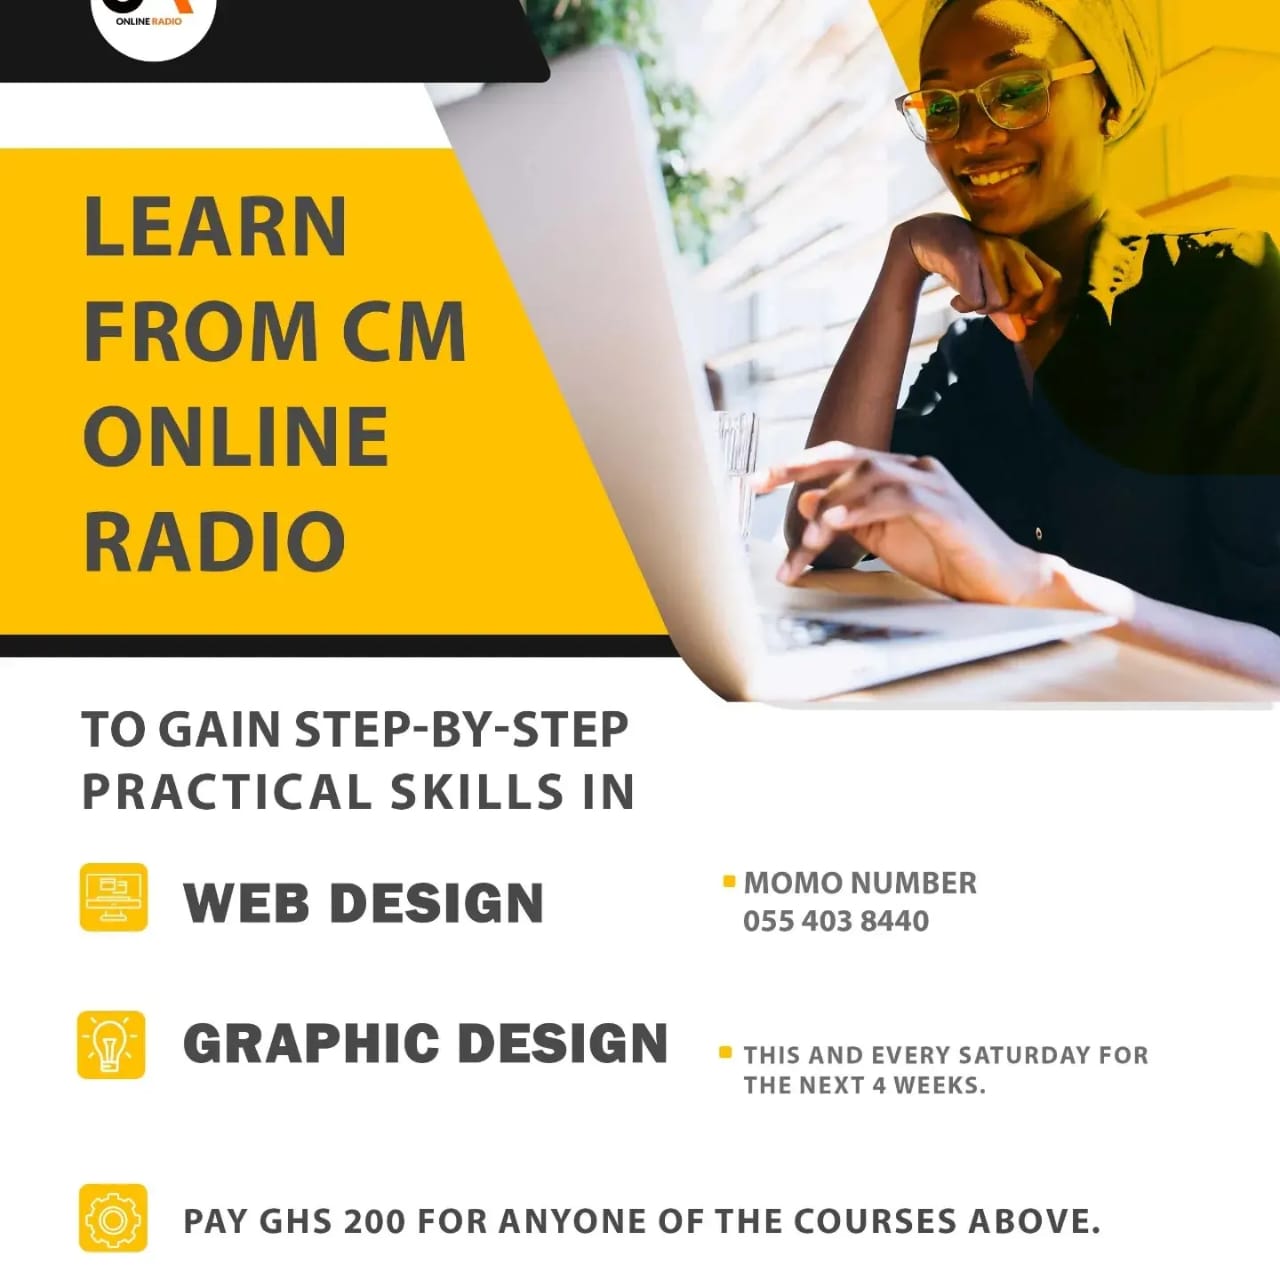 ONLINE RADIO
LEARN
FROM CM
ONLINE
RADIO
TO GAIN STEP-BY-STEP
PRACTICAL SKILLS IN
WEB DESIGN
MOMO NUMBER
055 403 8440
GRAPHIC DESIGN
THIS AND EVERY SATURDAY FOR
THE NEXT 4 WEEKS.
PAY GHS 200 FOR ANYONE OF THE COURSES ABOVE.